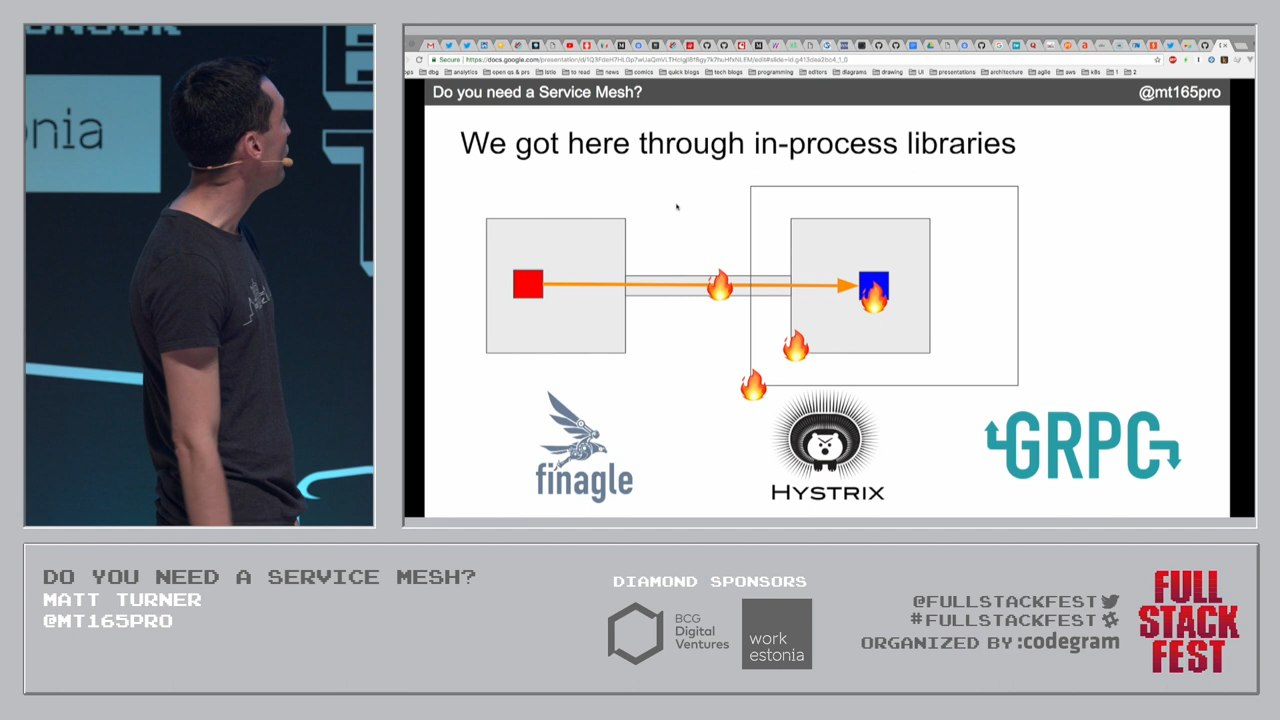 onia
Secure
Do you need a Service Mesh?
@mt165pro
We got here through in-process libraries
finagle
HYSTRIX
GRPC
DO YOU NEED A SERVICE MESH?
MATT TURNER
@MT165PRO
DIAMOND SPONSORS
BCG
Digital
Ventures
work
estonia
@FULLSTACKFEST
#FULLSTACKFEST
ORGANIZED BY :codegram
FULL
STACK
FEST